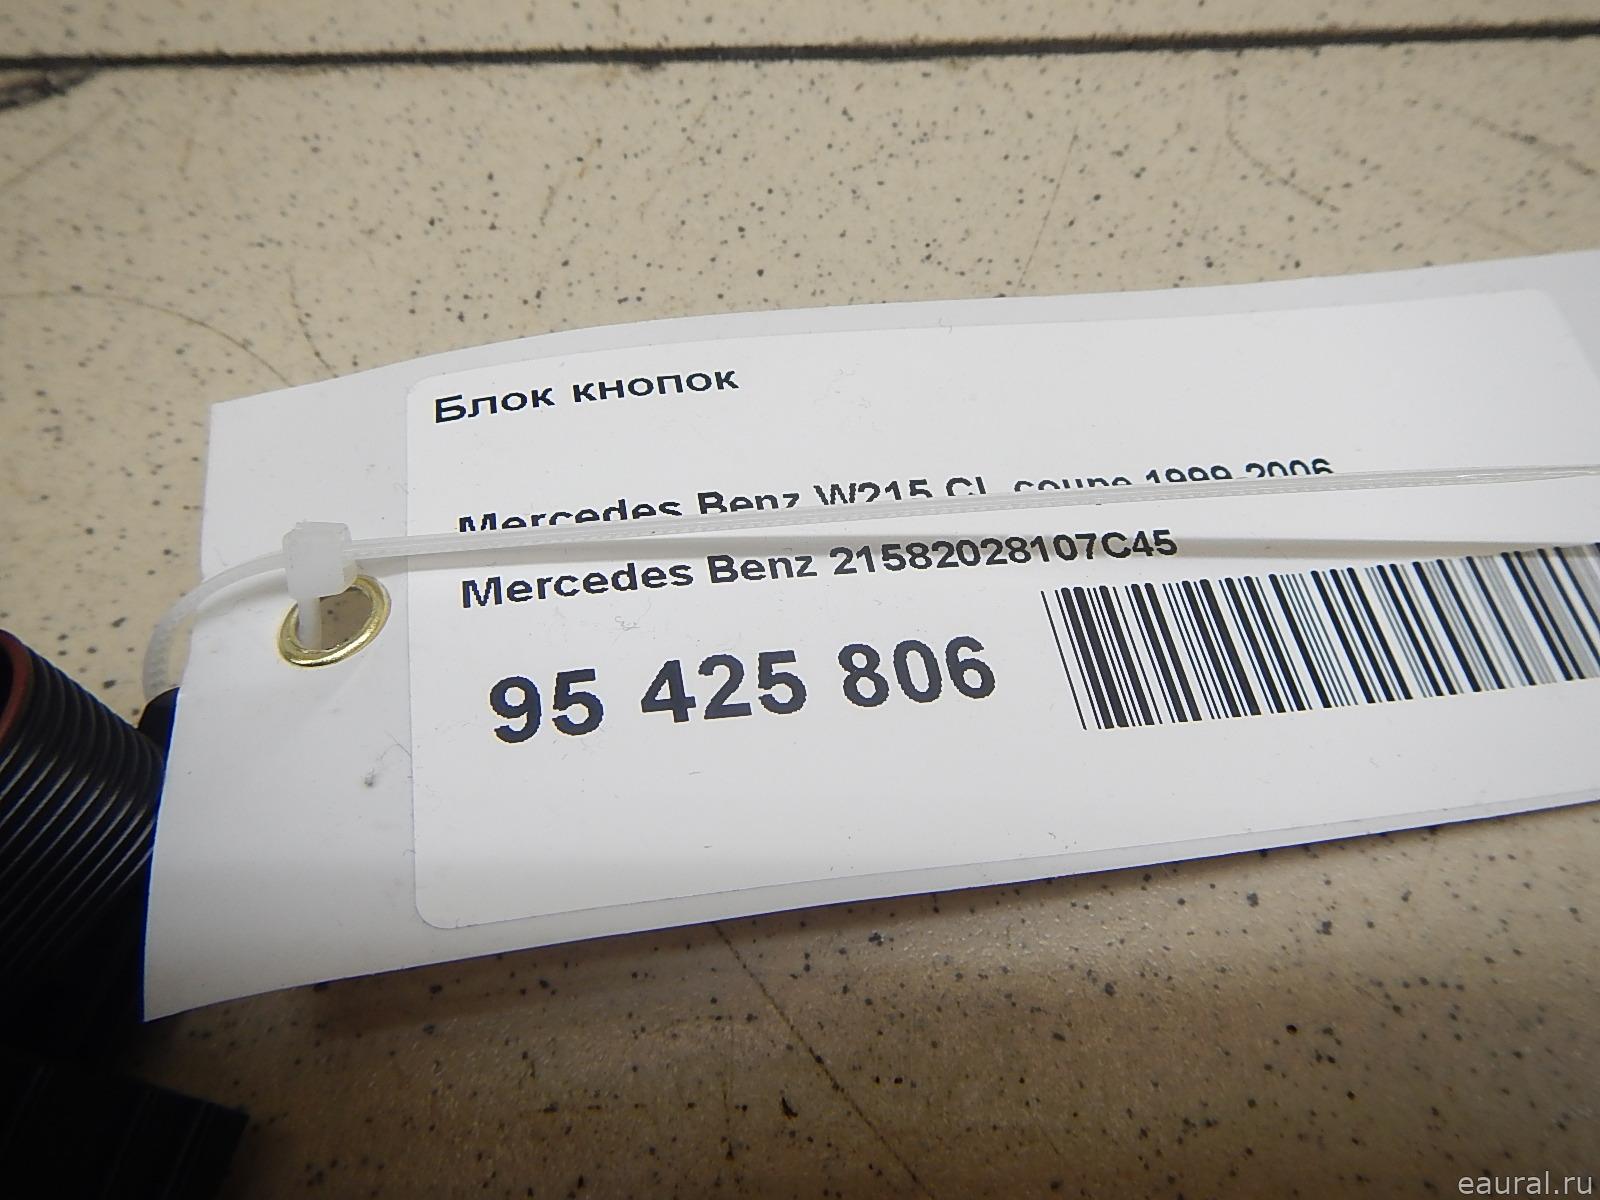 Блок кнопок
Mercedes Benz W215 CL coupe 1999-2006
Mercedes Benz 21582028107C45
95 425 806
eaural.ru